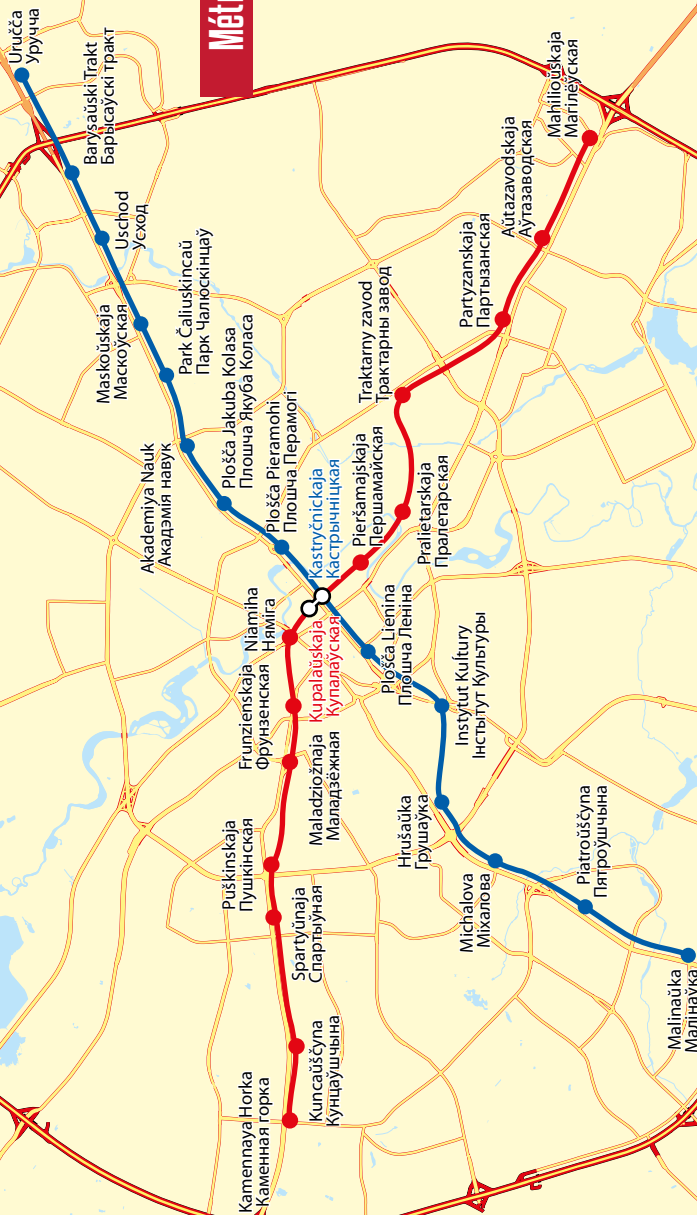 Métr
Uručča
Уручча
Barysaŭski Trakt
Барысаўскі тракт
Uschod
Усход
Maskoŭskaja
Маскоўская
Park Čaliuskincaŭ
Парк Чалюскінцаў
Akademiya Nauk
Акадэмія навук
Plošča Jakuba Kolasa
Плошча Якуба Коласа
Plošča Pieramohi
Плошча Перамогі
Kastryčnickaja
Кастрычніцкая
Plošča Lienina
Плошча Леніна
Instytut Kuĺtury
Інстытут Культуры
Hrušaŭka
Грушаўка
Michalova
Міхалова
Piatroŭščyna
Пятроўшчына
Malinaŭka
Малінаўка
Kamennaya Horka
Каменная горка
Kuncaŭščyna
Кунцаўшчына
Spartyŭnaja
Спартыўная
Puškinskaja
Пушкінская
Maladziožnaja
Маладзёжная
Frunzienskaja
Фрунзенская
Niamiha
Няміга
Kupalaŭskaja
Купалаўская
Pieršamajskaja
Першамайская
Pralietarskaja
Пралетарская
Traktarny zavod
Трактарны завод
Partyzanskaja
Партызанская
Aŭtazavodskaja
Аўтазаводская
Mahilioŭskaja
Магілёўская